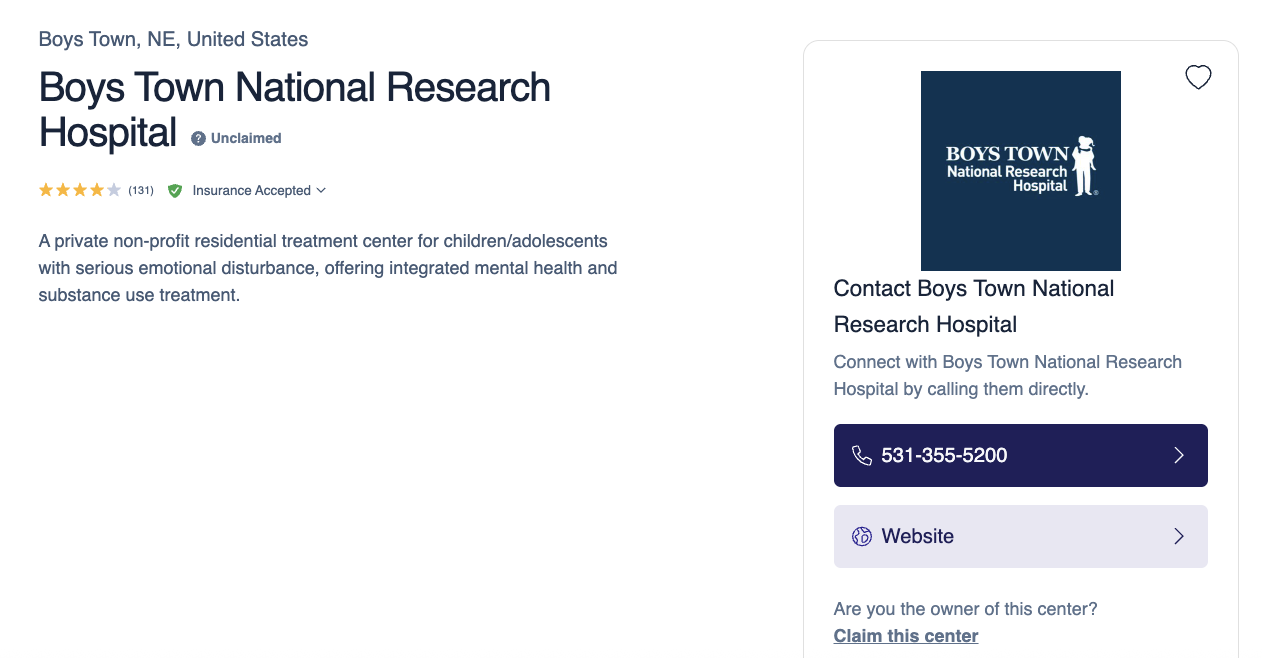 Boys Town, NE, United States
Boys Town National Research
Hospital ? Unclaimed
(131) Insurance Accepted
A private non-profit residential treatment center for children/adolescents
with serious emotional disturbance, offering integrated mental health and
substance use treatment.
BOYS TOWN
National Research
Hospital ®
Contact Boys Town National
Research Hospital
Connect with Boys Town National Research
Hospital by calling them directly.
531-355-5200
Website
Are you the owner of this center?
Claim this center